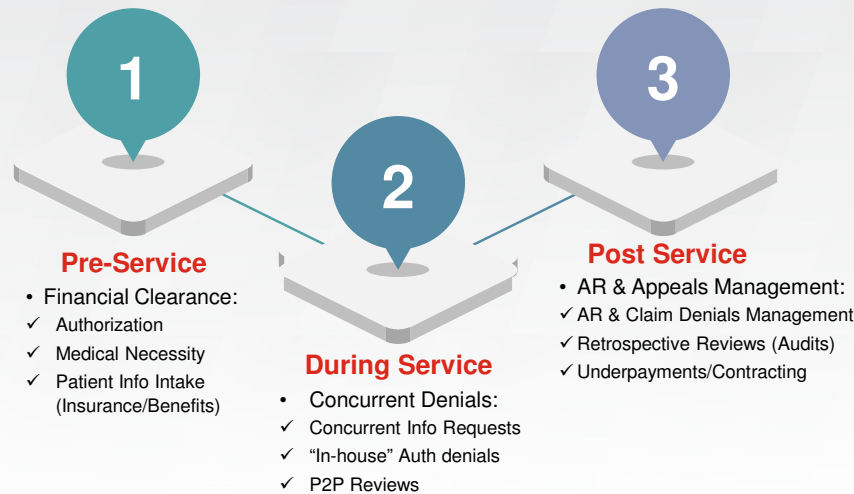 1
Pre-Service
• Financial Clearance:
✓ Authorization
✓ Medical Necessity
✓ Patient Info Intake
(Insurance/Benefits)
2
During Service
• Concurrent Denials:
✓ Concurrent Info Requests
✓ “In-house” Auth denials
✓ P2P Reviews
3
Post Service
• AR & Appeals Management:
✓ AR & Claim Denials Management
✓ Retrospective Reviews (Audits)
✓ Underpayments/Contracting